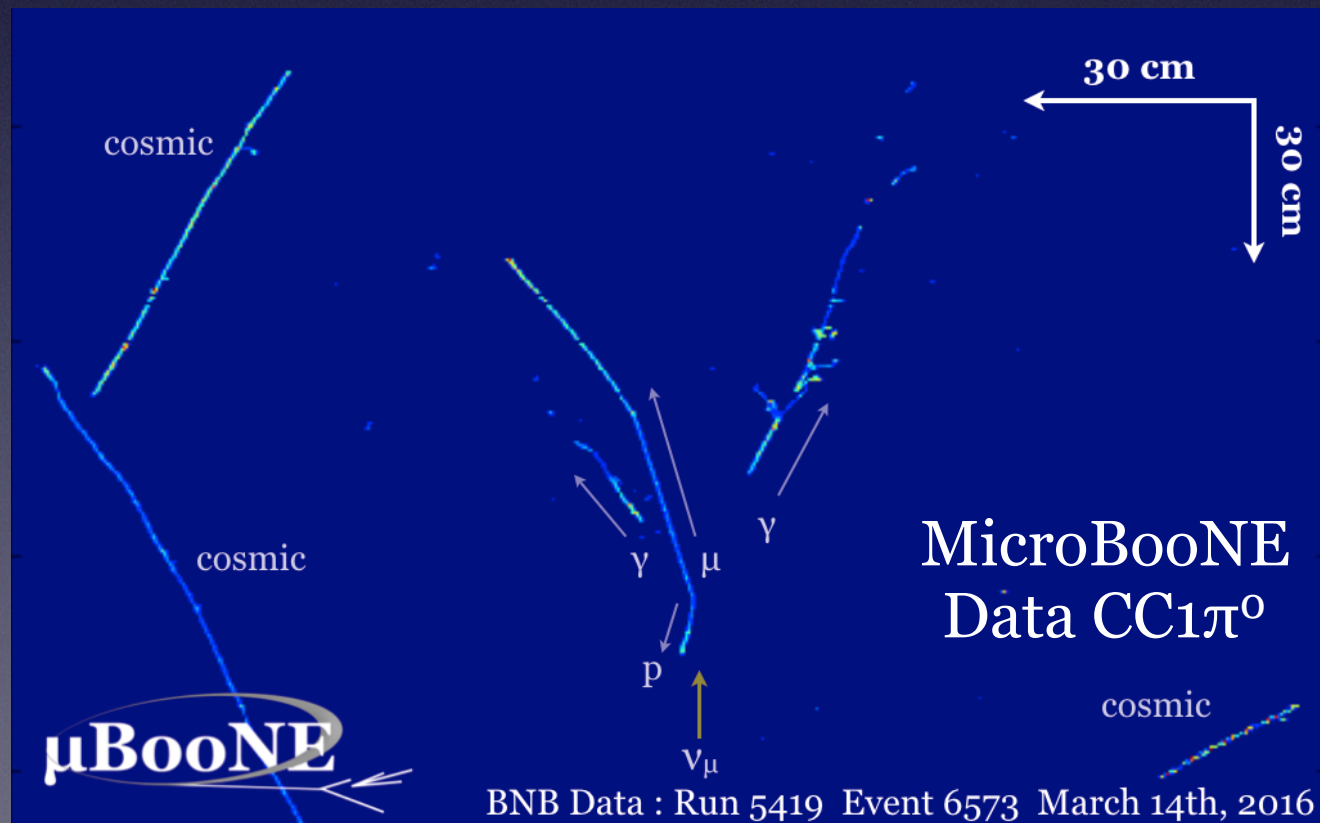 30 cm
30 cm
cosmic
cosmic
γ
μ
γ
p
νμ
MicroBooNE
Data CC1π⁰
cosmic
μBooNE
BNB Data : Run 5419 Event 6573 March 14th, 2016